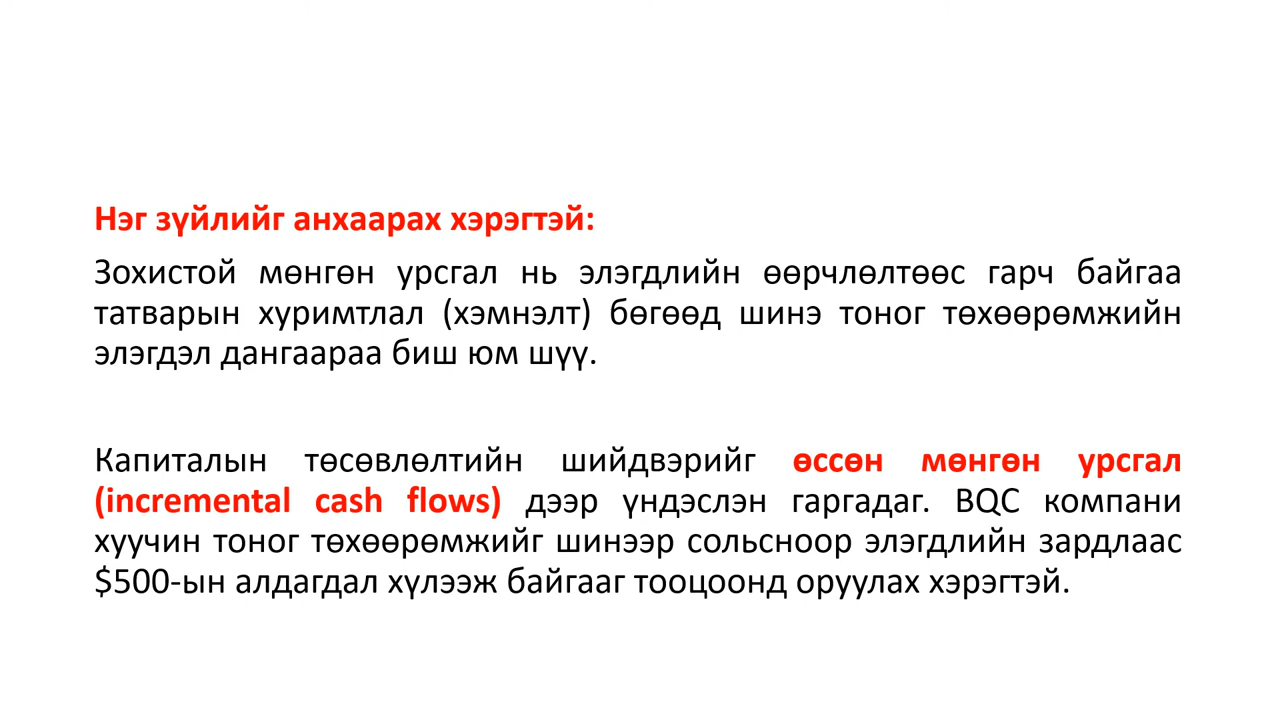 Нэг зүйлийг анхаарах хэрэгтэй:
Зохистой мөнгөн урсгал нь элэгдлийн өөрчлөлтөөс гарч байгаа
татварын хуримтлал (хэмнэлт) бөгөөд шинэ тоног төхөөрөмжийн
элэгдэл дангаараа биш юм шүү.
Капиталын төсөвлөлтийн шийдвэрийг өссөн мөнгөн урсгал
(incremental cash flows) дээр үндэслэн гаргадаг. BQC компани
хуучин тоног төхөөрөмжийг шинээр сольсноор элэгдлийн зардлаас
$500-ын алдагдал хүлээж байгааг тооцоонд оруулах хэрэгтэй.